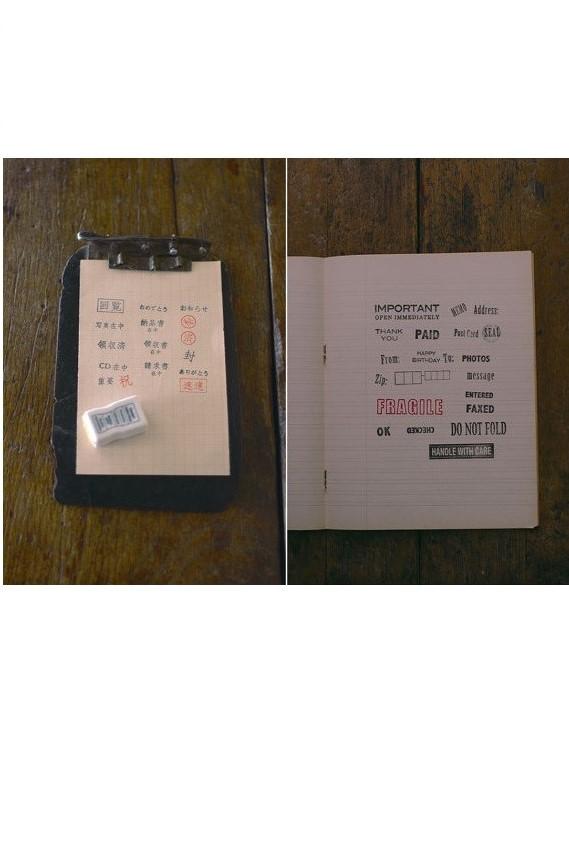 回覧 おめでとう お知らせ
写真在中 納品書在中 秘
領収済 領収書在中 済
封
CD在中 請求書在中 ありがとう
重要 祝 速達
IMPORTANT OPEN IMMEDIATELY MEMO Address:
THANK YOU PAID Post Card SEAD
From: HAPPY BIRTHDAY To: PHOTOS
Zip: message
FRAGILE ENTERED FAXED
OK CHECKED DO NOT FOLD
HANDLE WITH CARE